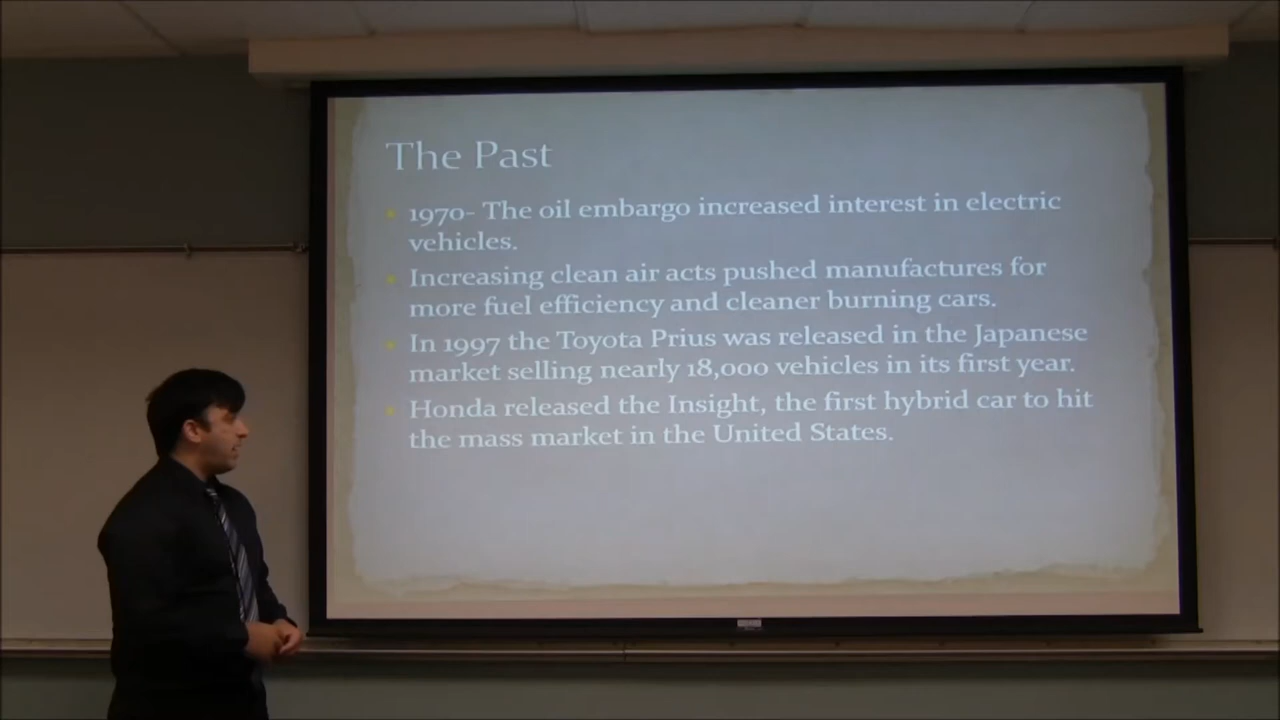 The Past
1970- The oil embargo increased interest in electric
vehicles.
Increasing clean air acts pushed manufactures for
more fuel efficiency and cleaner burning cars.
In 1997 the Toyota Prius was released in the Japanese
market selling nearly 18,000 vehicles in its first year.
Honda released the Insight, the first hybrid car to hit
the mass market in the United States.